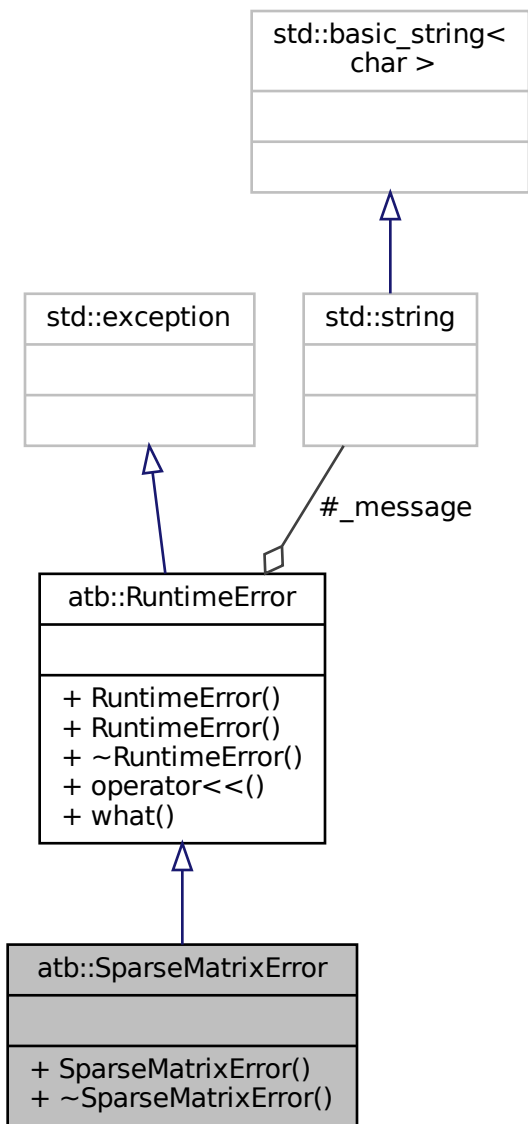 std::basic_string<
char >
std::exception
std::string
#_message
atb::RuntimeError
+ RuntimeError()
+ RuntimeError()
+ ~RuntimeError()
+ operator<<()
+ what()
atb::SparseMatrixError
+ SparseMatrixError()
+ ~SparseMatrixError()